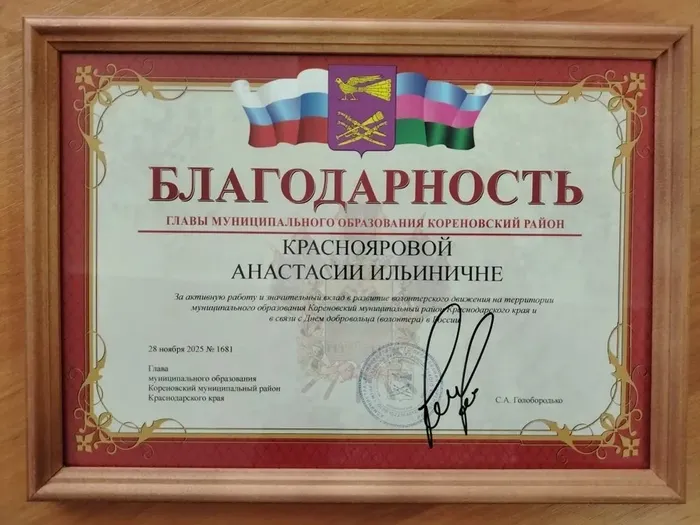 БЛАГОДАРНОСТЬ
ГЛАВЫ МУНИЦИПАЛЬНОГО ОБРАЗОВАНИЯ КОРЕНОВСКИЙ РАЙОН
КРАСНОЯРОВОЙ
АНАСТАСИИ ИЛЬИНИЧНЕ
За активную работу и значительный вклад в развитие волонтерского движения на территории
муниципального образования Кореновский муниципальный район Краснодарского края и
в связи с Днем добровольца (волонтера) в России
28 ноября 2025 № 1681
Глава
муниципального образования
Кореновский муниципальный район
Краснодарского края
С.А. Голобородько